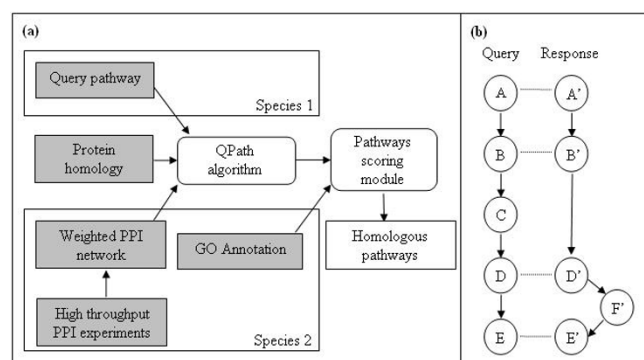 (a)
Query pathway
Species 1
Protein
homology
QPath
algorithm
Pathways
scoring
module
Weighted PPI
network
GO Annotation
Homologous
pathways
High throughput
PPI experiments
Species 2
(b)
Query Response
A A'
B B'
C
D D'
F'
E E'